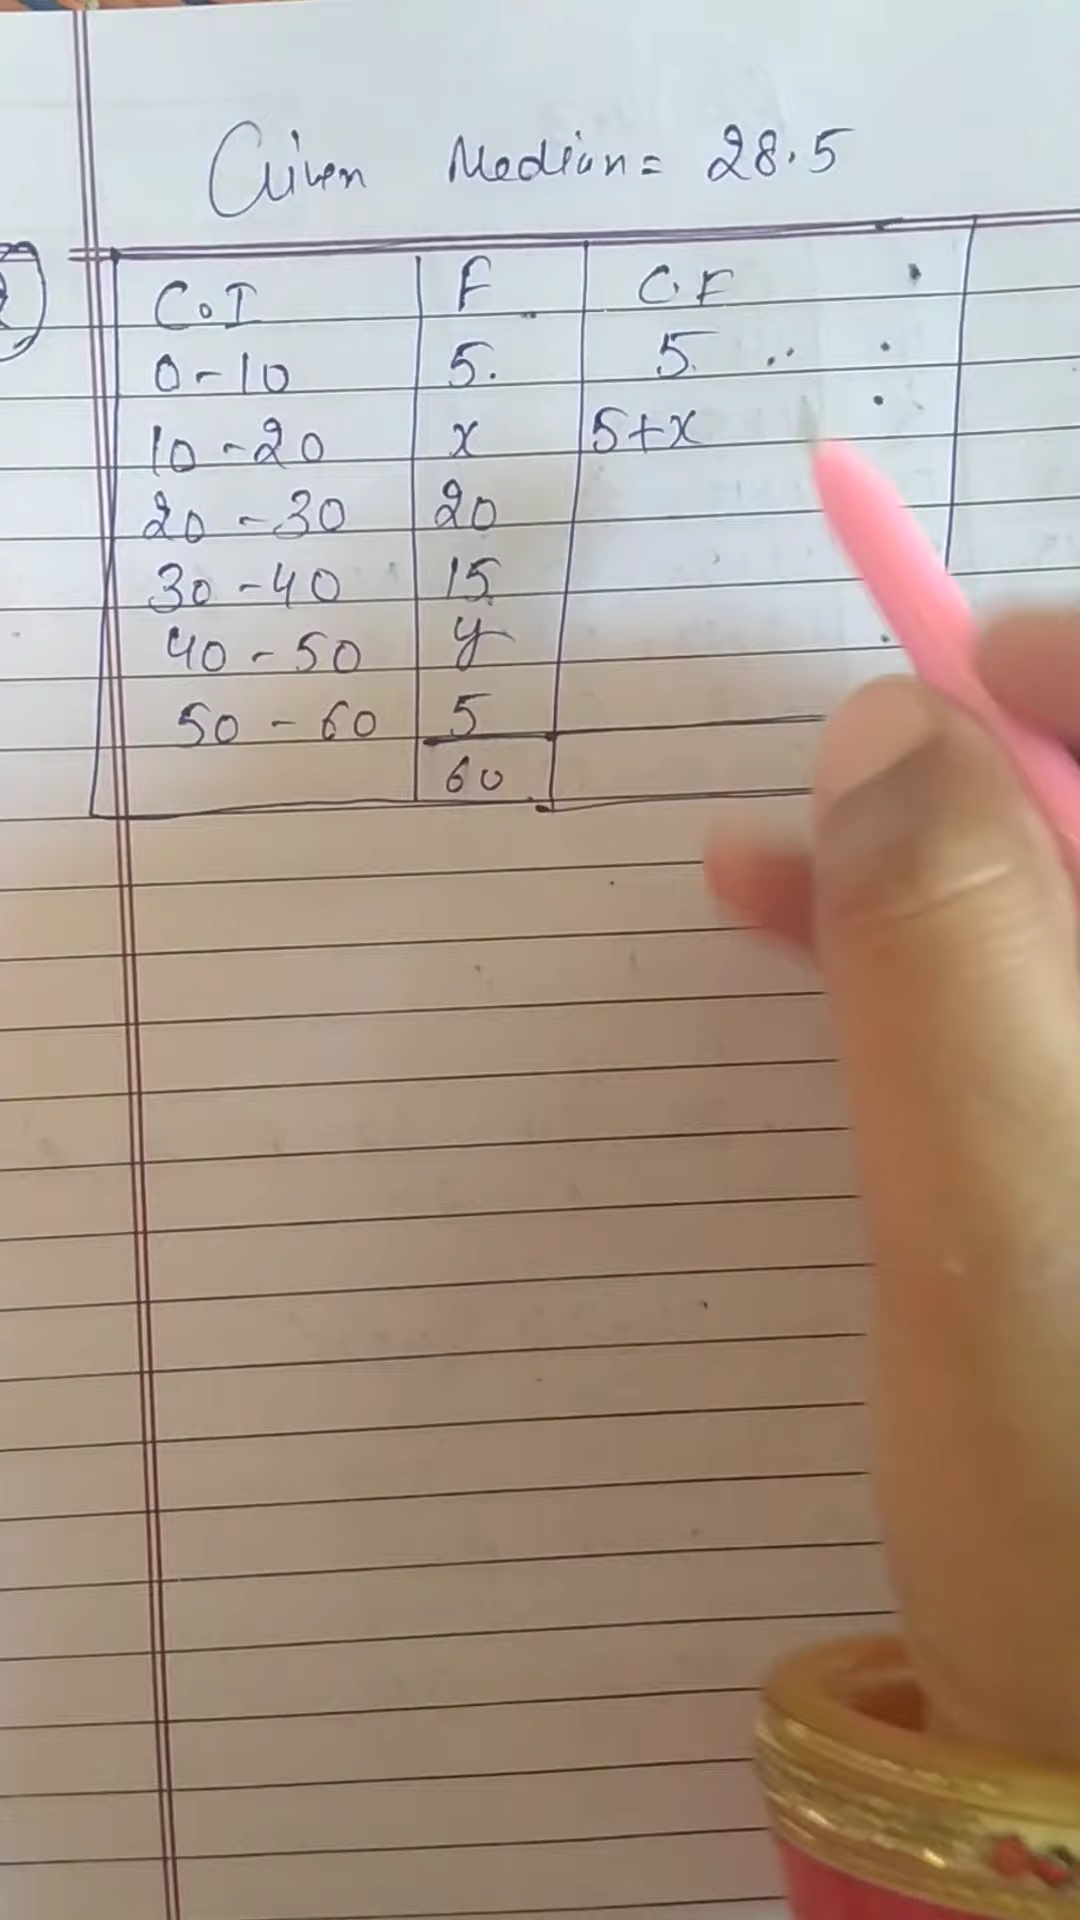 Given Median = 28.5
C.I F C.F
0-10 5. 5.
10-20 x 5+x
20-30 20
30-40 15
40-50 y
50-60 5
60